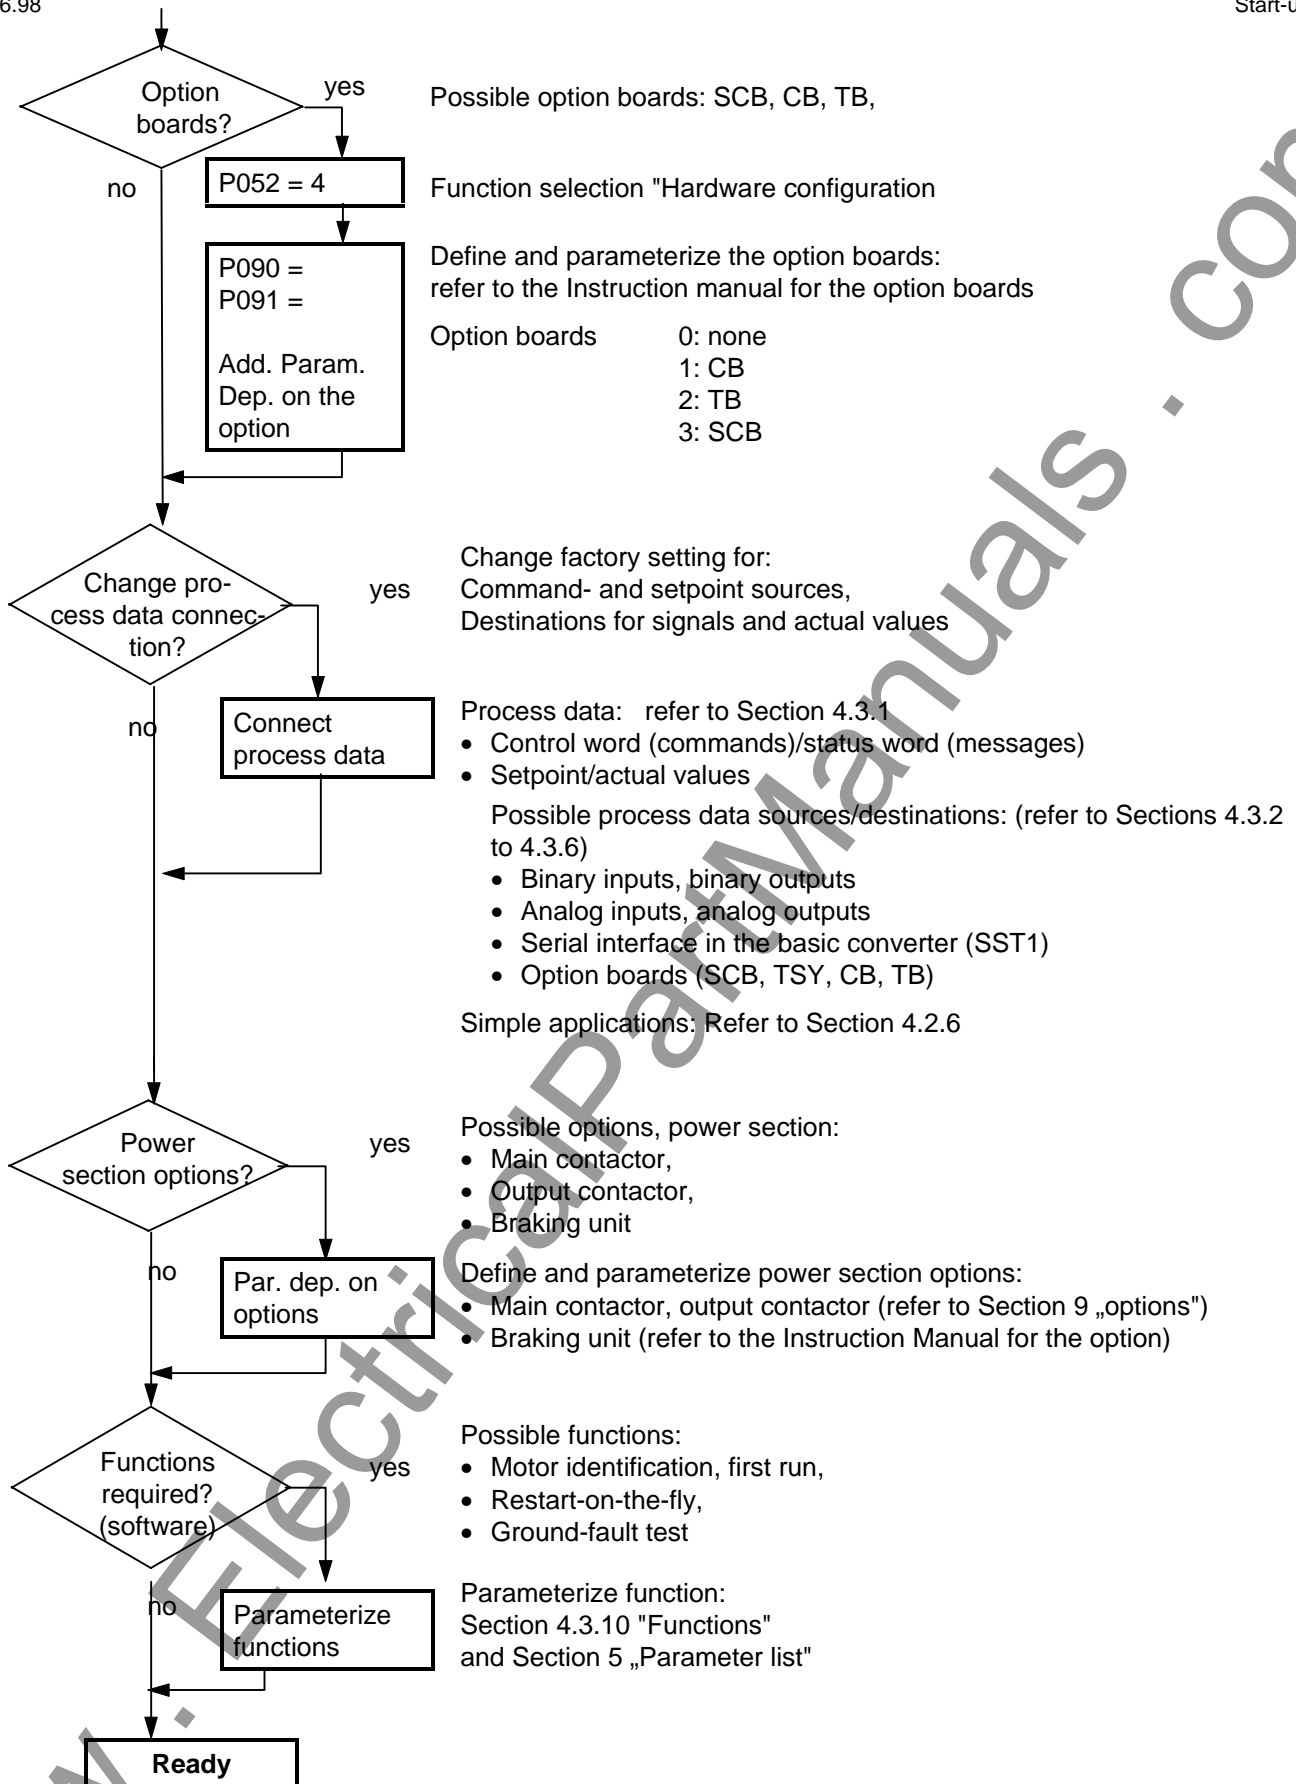 6.98
Start-u
Option
boards?
yes
Possible option boards: SCB, CB, TB,
no
P052 = 4
Function selection "Hardware configuration
P090 =
P091 =
Add. Param.
Dep. on the
option
Define and parameterize the option boards:
refer to the Instruction manual for the option boards
Option boards 0: none
1: CB
2: TB
3: SCB
Change pro-
cess data connec-
tion?
yes
Change factory setting for:
Command- and setpoint sources,
Destinations for signals and actual values
no
Connect
process data
Process data: refer to Section 4.3.1
• Control word (commands)/status word (messages)
• Setpoint/actual values
Possible process data sources/destinations: (refer to Sections 4.3.2
to 4.3.6)
• Binary inputs, binary outputs
• Analog inputs, analog outputs
• Serial interface in the basic converter (SST1)
• Option boards (SCB, TSY, CB, TB)
Simple applications: Refer to Section 4.2.6
Power
section options?
yes
Possible options, power section:
• Main contactor,
• Output contactor,
• Braking unit
no
Par. dep. on
options
Define and parameterize power section options:
• Main contactor, output contactor (refer to Section 9 „options")
• Braking unit (refer to the Instruction Manual for the option)
Functions
required?
(software)
yes
Possible functions:
• Motor identification, first run,
• Restart-on-the-fly,
• Ground-fault test
no
Parameterize
functions
Parameterize function:
Section 4.3.10 "Functions"
and Section 5 „Parameter list"
Ready
w . ElectricalPartManuals . com